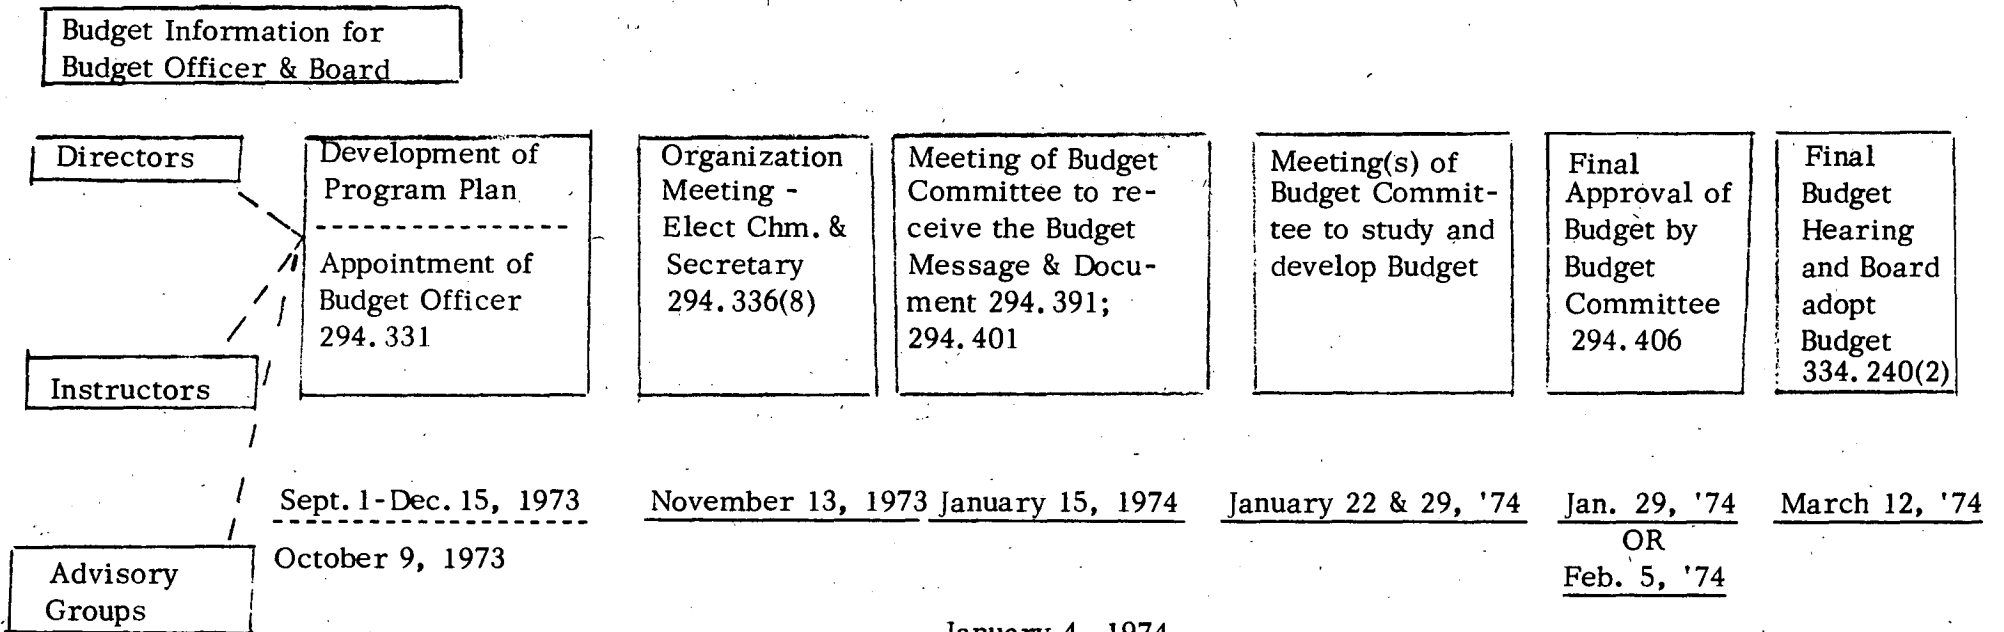 Budget Information for
Budget Officer & Board
Directors
Instructors
Advisory
Groups
Development of
Program Plan
Appointment of
Budget Officer
294.331
Organization
Meeting -
Elect Chm. &
Secretary
294.336(8)
Meeting of Budget
Committee to re-
ceive the Budget
Message & Docu-
ment 294.391;
294.401
Meeting(s) of
Budget Commit-
tee to study and
develop Budget
Final
Approval of
Budget by
Budget
Committee
294.406
Final
Budget
Hearing
and Board
adopt
Budget
334.240(2)
Sept. 1-Dec. 15, 1973
October 9, 1973
November 13, 1973
January 15, 1974
January 22 & 29, '74
Jan. 29, '74
OR
Feb. 5, '74
March 12, '74
January 4, 1974